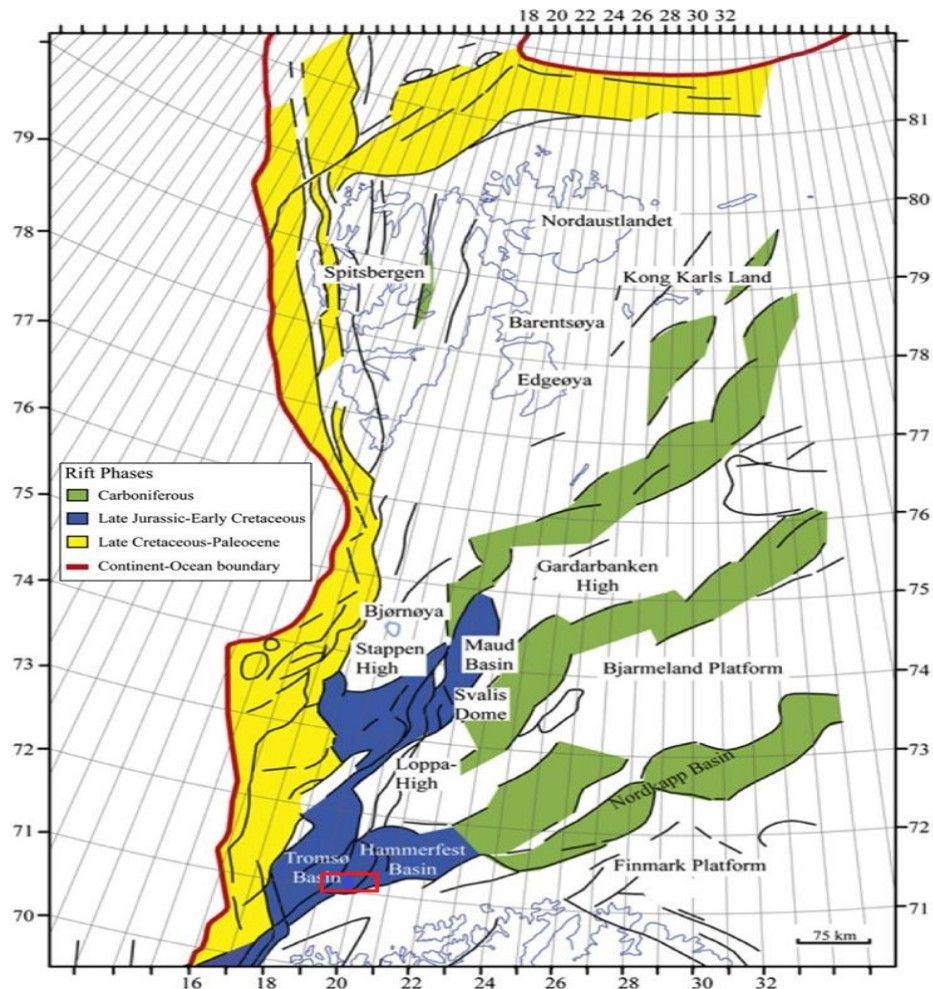 18 20 22 24 26 28 30 32
79
78
77
76
75
74
73
72
71
70
81
80
79
78
77
76
75
74
73
72
71
Nordaustlandet
Spitsbergen
Kong Karls Land
Barentsøya
Edgeøya
Rift Phases
Carboniferous
Late Jurassic-Early Cretaceous
Late Cretaceous-Paleocene
Continent-Ocean boundary
Gardarbanken
High
Bjørnøya
Stappen
High
Maud
Basin
Bjarmeland Platform
Svalis
Dome
Loppa-
High
Nordkapp Basin
Tromsø
Basin
Hammerfest
Basin
Finmark Platform
75 km
16 18 20 22 24 26 28 30 32